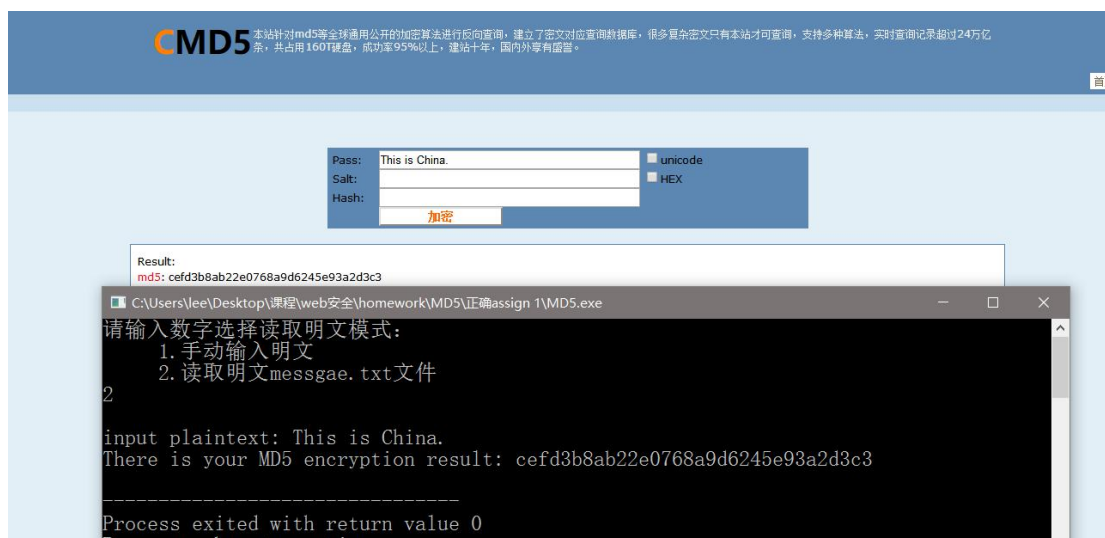 CMD5 本站针对md5等全球通用公开的加密算法进行反向查询，建立了密文对应查询数据库，很多复杂密文只有本站才可查询，支持多种算法，实时查询记录超过24万亿
条，共占用160T硬盘，成功率95%以上，建站十年，国内外享有盛誉。
首
Pass: This is China. unicode
Salt: HEX
Hash:
加密
Result:
md5: cefd3b8ab22e0768a9d6245e93a2d3c3
C:\Users\lee\Desktop\课程\web安全\homework\MD5\正确assign 1\MD5.exe
请输入数字选择读取明文模式：
1.手动输入明文
2.读取明文messgae.txt文件
2
input plaintext: This is China.
There is your MD5 encryption result: cefd3b8ab22e0768a9d6245e93a2d3c3
--------------------------------
Process exited with return value 0